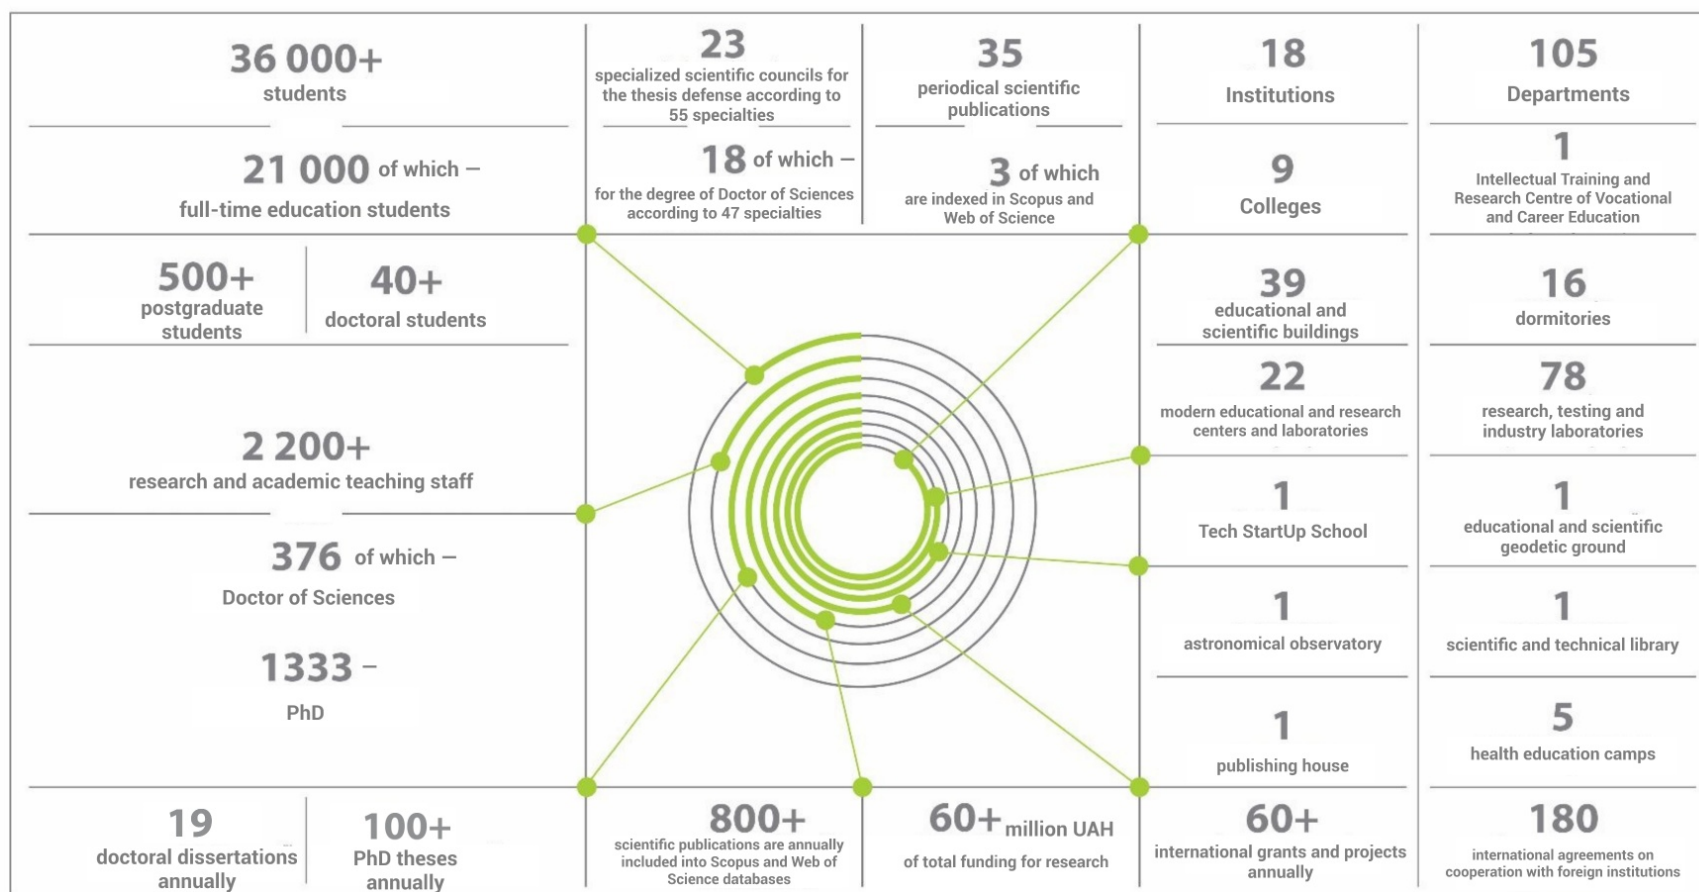 36 000+
students
21 000 of which –
full-time education students
500+
postgraduate
students
40+
doctoral students
2 200+
research and academic teaching staff
376 of which –
Doctor of Sciences
1333 –
PhD
19
doctoral dissertations
annually
100+
PhD theses
annually
23
specialized scientific councils for
the thesis defense according to
55 specialties
18 of which –
for the degree of Doctor of Sciences
according to 47 specialties
35
periodical scientific
publications
3 of which
are indexed in Scopus and
Web of Science
800+
scientific publications are annually
included into Scopus and Web of
Science databases
60+ million UAH
of total funding for research
18
Institutions
9
Colleges
39
educational and
scientific buildings
22
modern educational and research
centers and laboratories
1
Tech StartUp School
1
astronomical observatory
1
publishing house
60+
international grants and projects
annually
105
Departments
1
Intellectual Training and
Research Centre of Vocational
and Career Education
16
dormitories
78
research, testing and
industry laboratories
1
educational and scientific
geodetic ground
1
scientific and technical library
5
health education camps
180
international agreements on
cooperation with foreign institutions